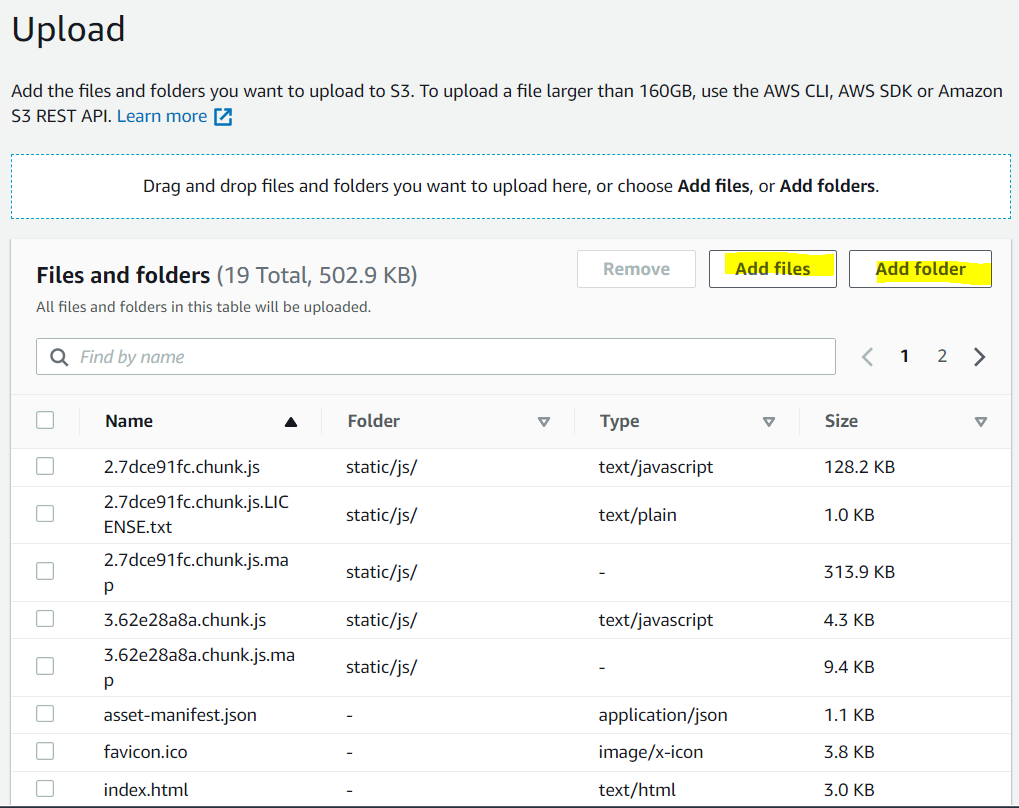 Upload
Add the files and folders you want to upload to S3. To upload a file larger than 160GB, use the AWS CLI, AWS SDK or Amazon
S3 REST API. Learn more
Drag and drop files and folders you want to upload here, or choose Add files, or Add folders.
Files and folders (19 Total, 502.9 KB)
Remove
Add files
Add folder
All files and folders in this table will be uploaded.
Find by name
1 2
Name Folder Type Size
2.7dce91fc.chunk.js static/js/ text/javascript 128.2 KB
2.7dce91fc.chunk.js.LIC
ENSE.txt static/js/ text/plain 1.0 KB
2.7dce91fc.chunk.js.ma
p static/js/ - 313.9 KB
3.62e28a8a.chunk.js static/js/ text/javascript 4.3 KB
3.62e28a8a.chunk.js.ma
p static/js/ - 9.4 KB
asset-manifest.json - application/json 1.1 KB
favicon.ico - image/x-icon 3.8 KB
index.html - text/html 3.0 KB